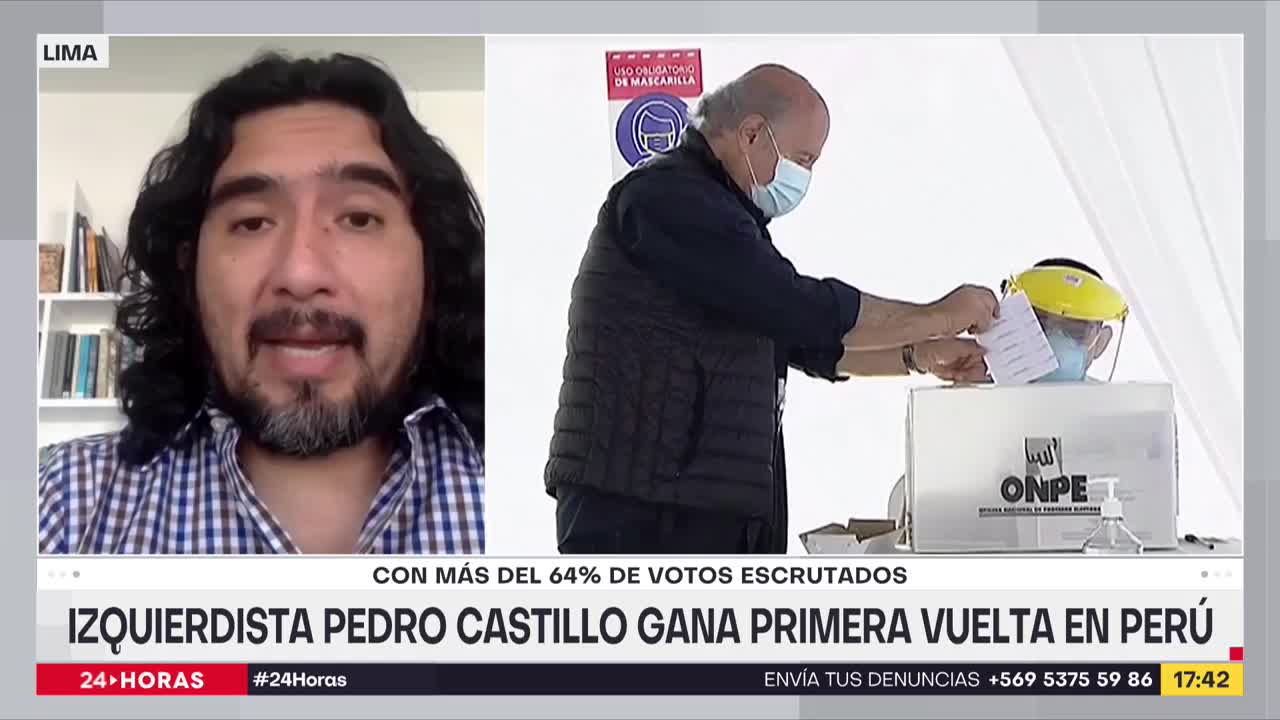 LIMA
USO OBLIGATORIO
DE MASCARILLA
ONPE
CON MÁS DEL 64% DE VOTOS ESCRUTADOS
IZQUIERDISTA PEDRO CASTILLO GANA PRIMERA VUELTA EN PERÚ
24 HORAS
#24Horas
ENVÍA TUS DENUNCIAS +569 5375 59 86
17:42